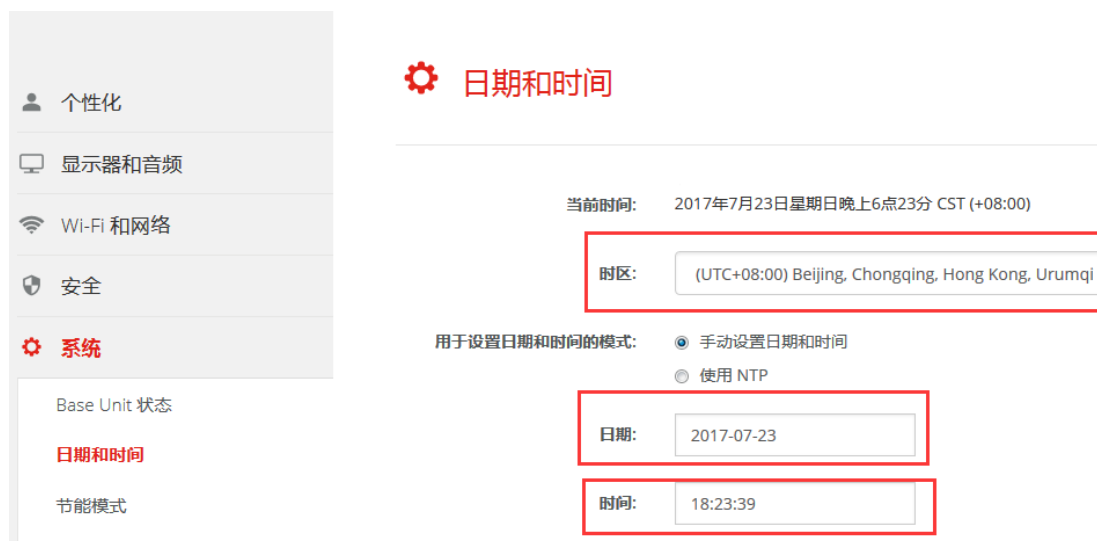 个性化
显示器和音频
Wi-Fi 和网络
安全
系统
Base Unit 状态
日期和时间
节能模式
日期和时间
当前时间: 2017年7月23日星期日晚上6点23分 CST (+08:00)
时区: (UTC+08:00) Beijing, Chongqing, Hong Kong, Urumqi
用于设置日期和时间的模式: 手动设置日期和时间
使用 NTP
日期: 2017-07-23
时间: 18:23:39